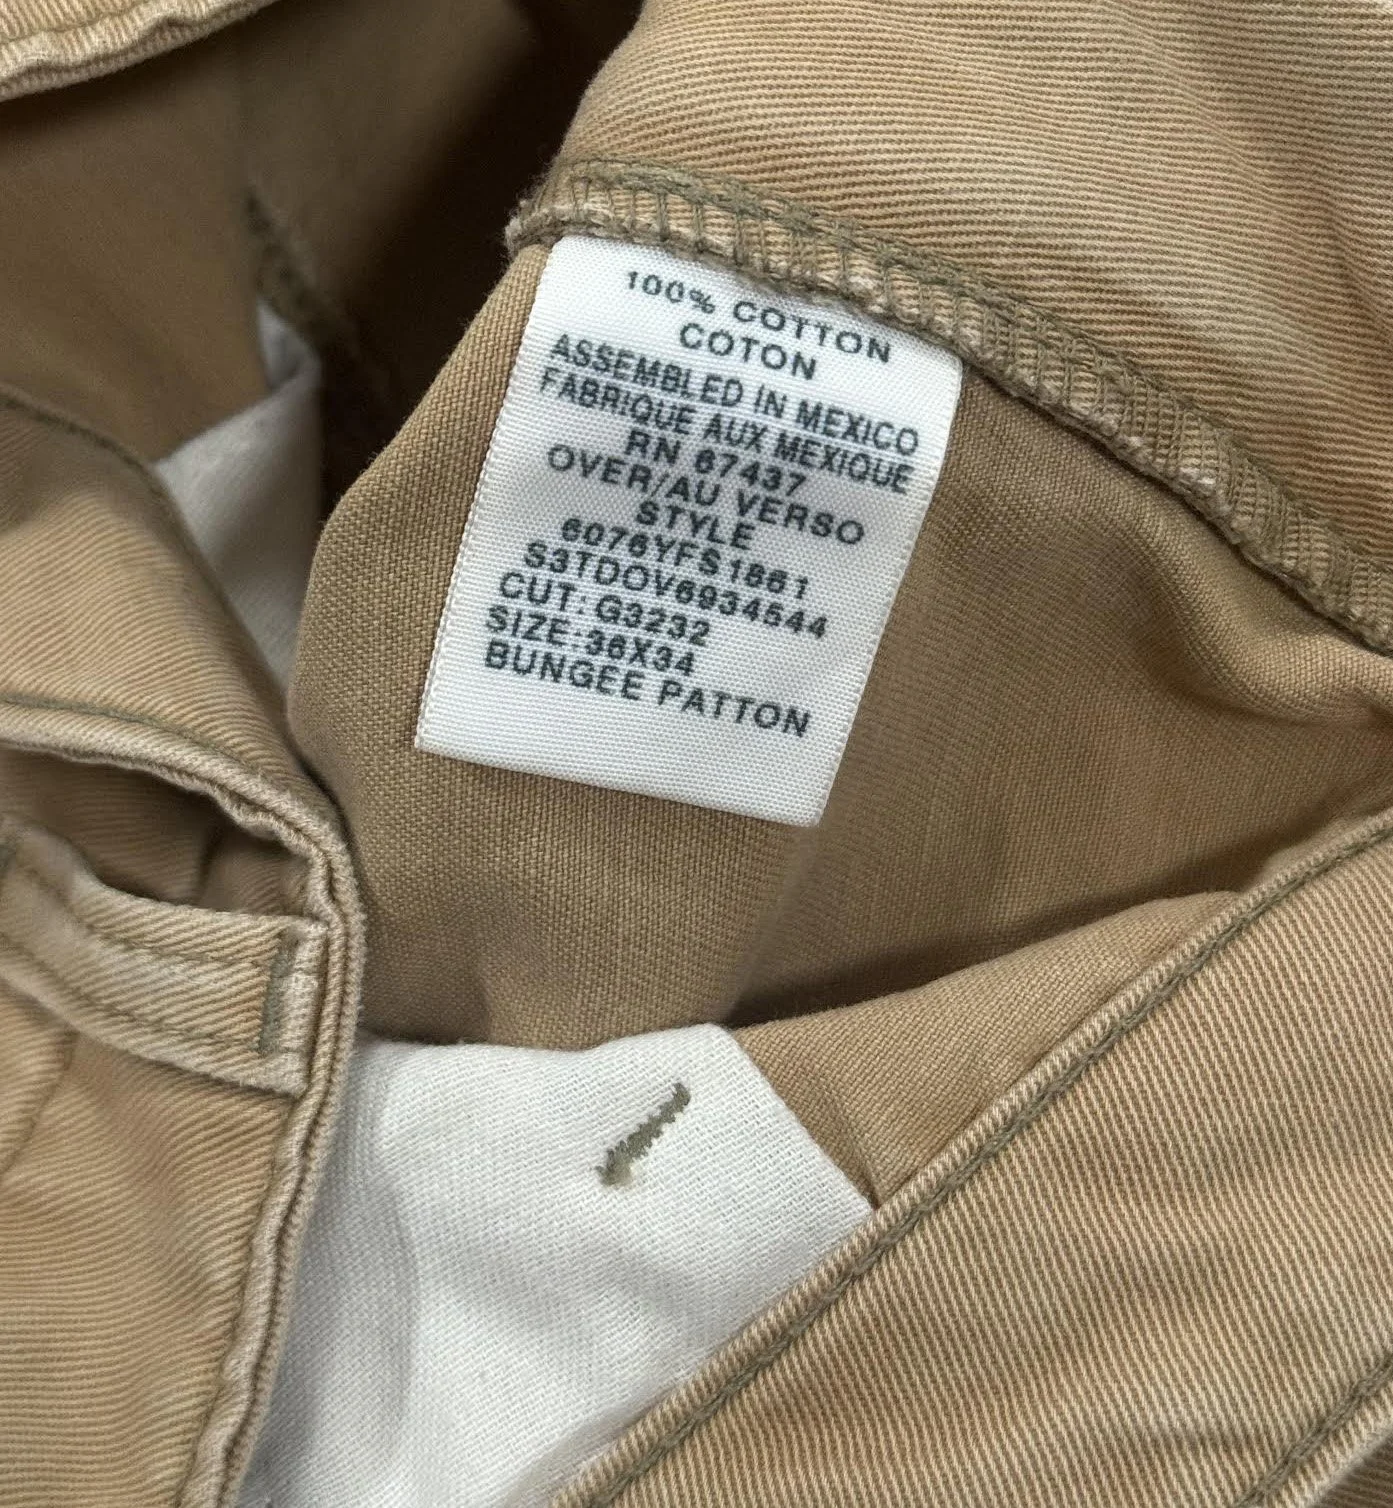 100% COTTON
COTON
ASSEMBLED IN MEXICO
FABRIQUE AUX MEXIQUE
RN 67437
OVER/AU VERSO
STYLE
6076YFS1861
S3TDOV6934544
CUT: G3232
SIZE-36X34
BUNGEE PATTON